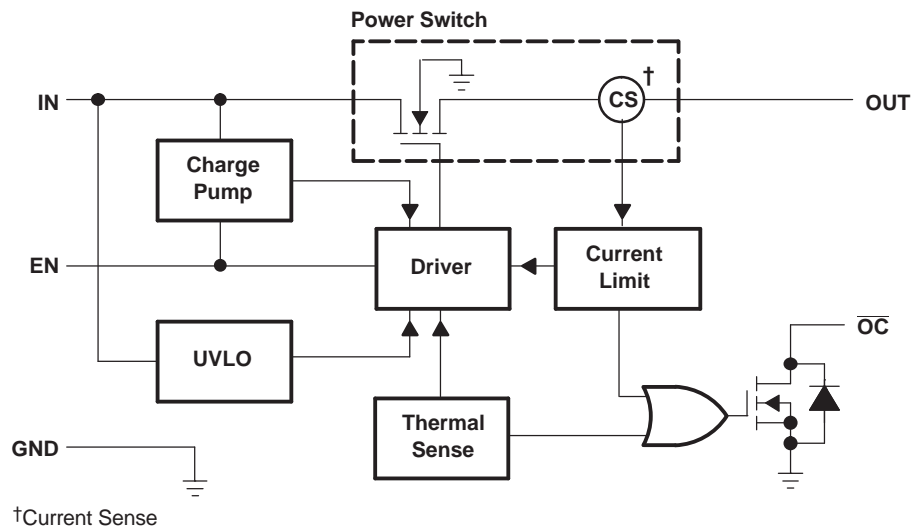 Power Switch
†
IN
CS
OUT
Charge
Pump
EN
Driver
Current
Limit
OC
UVLO
Thermal
Sense
GND
†Current Sense